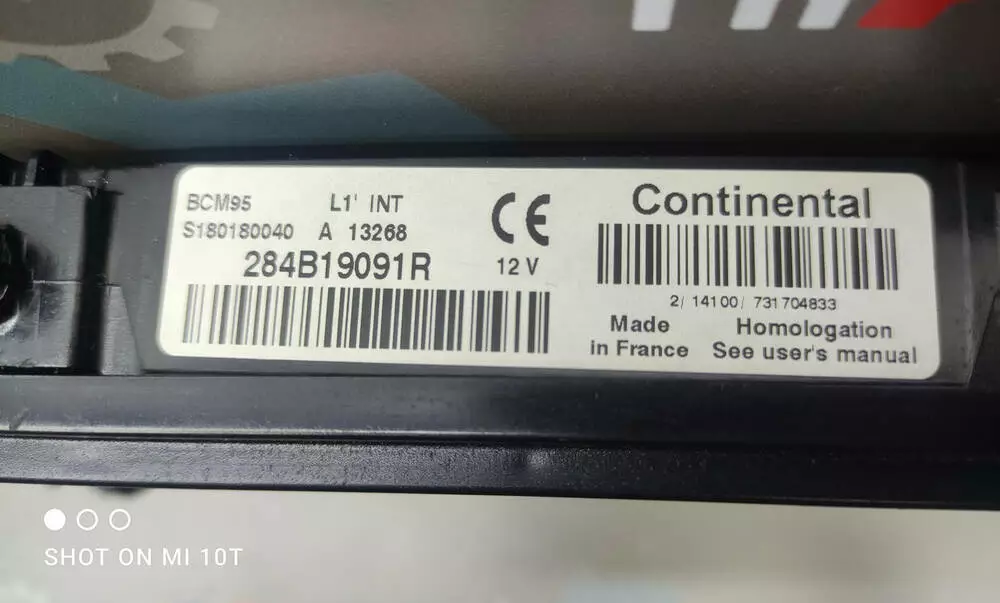 BCM95 L1' INT
S180180040 A 13268
284B19091R
12 V
Continental
2/ 14100/ 731704833
Made
in France
Homologation
See user's manual
SHOT ON MI 10T